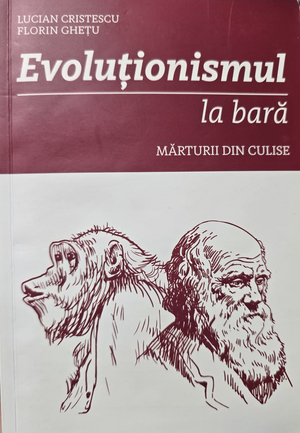 LUCIAN CRISTESCU
FLORIN GHEȚU
Evoluționismul
la bară
MĂRTURII DIN CULISE